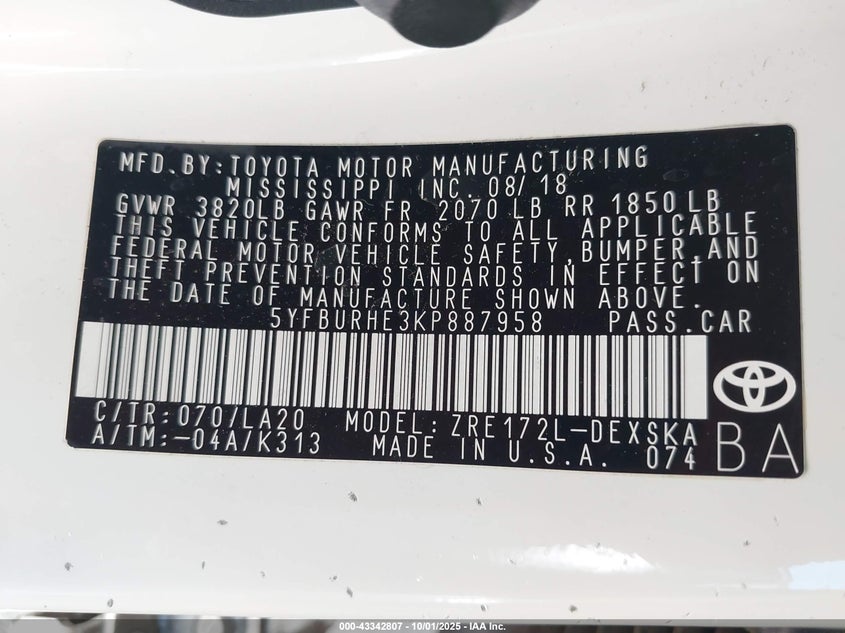 MFD.BY:TOYOTA MOTOR MANUFACTURING
MISSISSIPPI INC. 08/18
GVWR 3820LB GAWR FR 2070 LB RR 1850 LB
THIS VEHICLE CONFORMS TO ALL APPLICABLE
FEDERAL MOTOR VEHICLE SAFETY,BUMPER,AND
THEFT PREVENTION STANDARDS IN EFFECT ON
THE DATE OF MANUFACTURE SHOWN ABOVE.
5YFBURHE3KP887958 PASS.CAR
C/TR:070/LA20 MODEL:ZRE172L-DEXSKA
A/TM:-04A/K313 MADE IN U.S.A. 074
BA
000-43342807 - 10/01/2025 - IAA Inc.